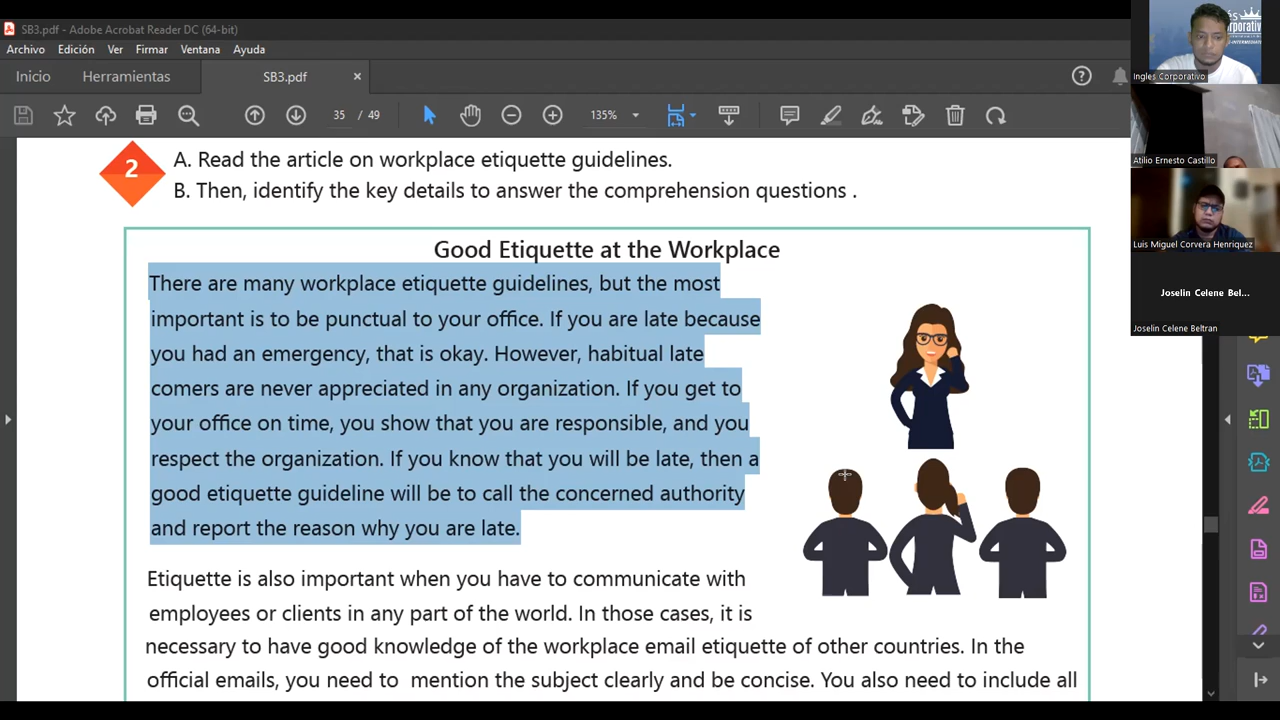 SB3.pdf - Adobe Acrobat Reader DC (64-bit)
Archivo Edición Ver Firmar Ventana Ayuda
Inicio Herramientas SB3.pdf ×
35 / 49 135%
2
A. Read the article on workplace etiquette guidelines.
B. Then, identify the key details to answer the comprehension questions .
Good Etiquette at the Workplace
There are many workplace etiquette guidelines, but the most
important is to be punctual to your office. If you are late because
you had an emergency, that is okay. However, habitual late
comers are never appreciated in any organization. If you get to
your office on time, you show that you are responsible, and you
respect the organization. If you know that you will be late, then a
good etiquette guideline will be to call the concerned authority
and report the reason why you are late.
Etiquette is also important when you have to communicate with
employees or clients in any part of the world. In those cases, it is
necessary to have good knowledge of the workplace email etiquette of other countries. In the
official emails, you need to mention the subject clearly and be concise. You also need to include all
Ingles Corporativo
Atilio Ernesto Castillo
Luis Miguel Corvera Henriquez
Joselin Celene Bel...
Joselin Celene Beltran